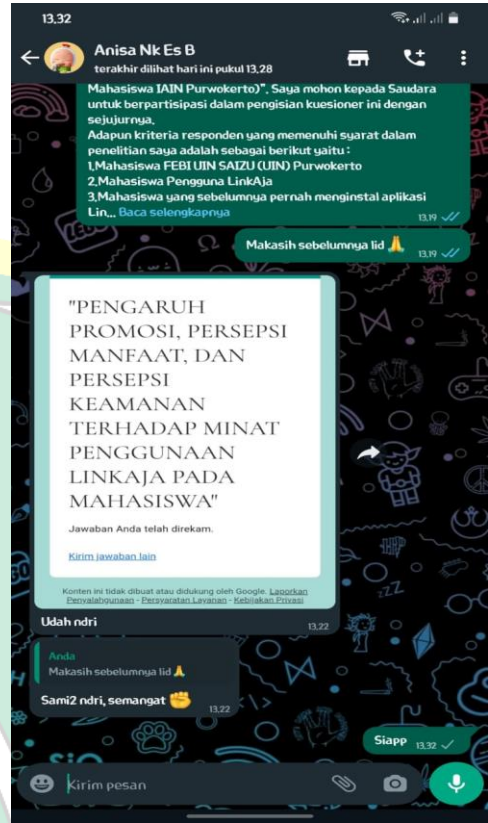 13.32
Anisa Nk Es B
terakhir dilihat hari ini pukul 13.28
Mahasiswa IAIN Purwokerto)". Saya mohon kepada Saudara
untuk berpartisipasi dalam pengisian kuesioner ini dengan
sejujurnya.
Adapun kriteria responden yang memenuhi syarat dalam
penelitian saya adalah sebagai berikut yaitu :
1.Mahasiswa FEBI UIN SAIZU (UIN) Purwokerto
2.Mahasiswa Pengguna LinkAja
3.Mahasiswa yang sebelumnya pernah menginstal aplikasi
Lin... Baca selengkapnya
13.19
Makasih sebelumnya lid 🙏
13.19
"PENGARUH
PROMOSI, PERSEPSI
MANFAAT, DAN
PERSEPSI
KEAMANAN
TERHADAP MINAT
PENGGUNAAN
LINKAJA PADA
MAHASISWA"
Jawaban Anda telah direkam.
Kirim jawaban lain
Konten ini tidak dibuat atau didukung oleh Google. Laporkan
Penyalahgunaan - Persyaratan Layanan - Kebijakan Privasi
Udah ndri
13.22
Anda
Makasih sebelumnya lid 🙏
Sami2 ndri, semangat ✊
13.22
Siapp
13.32
Kirim pesan